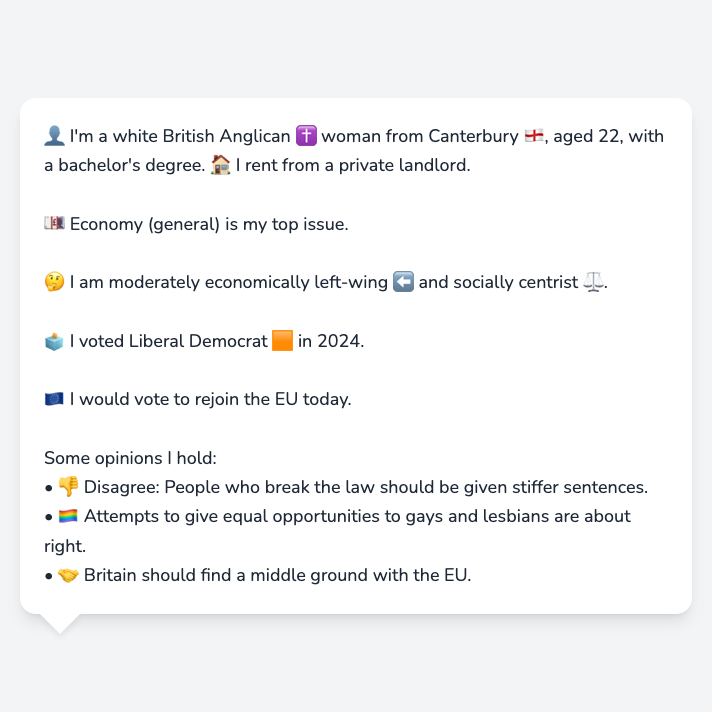 👤 I'm a white British Anglican ✝️ woman from Canterbury 🏴󠁧󠁢󠁥󠁮󠁧󠁿, aged 22, with
a bachelor's degree. 🏠 I rent from a private landlord.
💷 Economy (general) is my top issue.
🤔 I am moderately economically left-wing ⬅️ and socially centrist ⚖️.
🗳️ I voted Liberal Democrat 🟧 in 2024.
🇪🇺 I would vote to rejoin the EU today.
Some opinions I hold:
• 👎 Disagree: People who break the law should be given stiffer sentences.
• 🏳️‍🌈 Attempts to give equal opportunities to gays and lesbians are about
right.
• 🤝 Britain should find a middle ground with the EU.